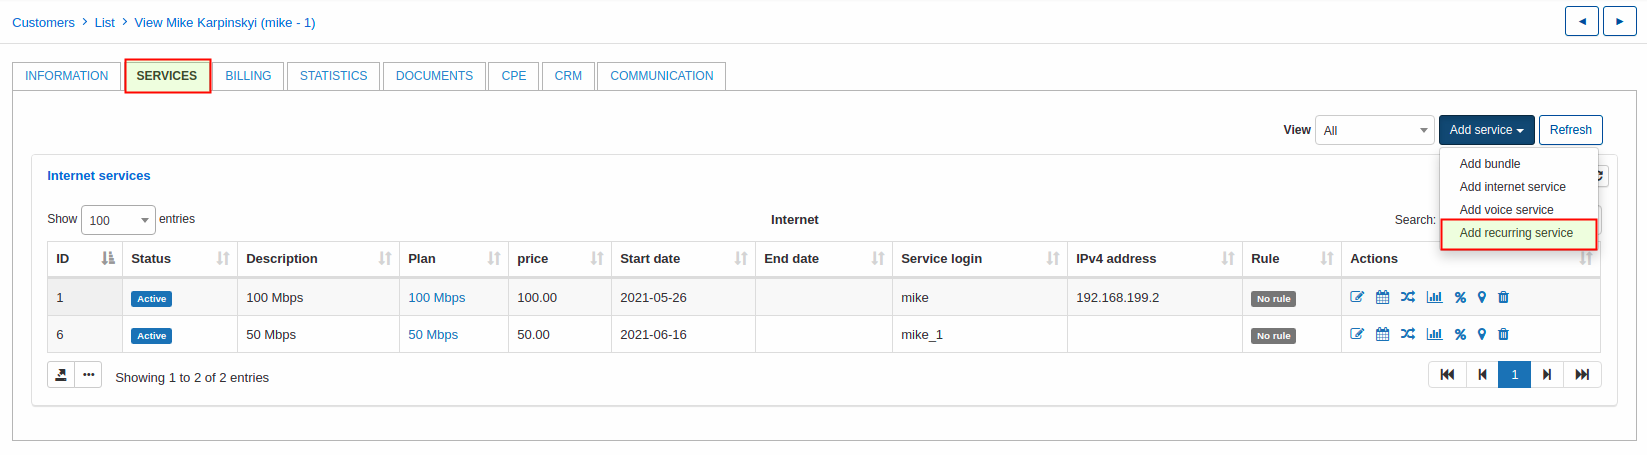 Customers > List > View Mike Karpinskyi (mike - 1)
INFORMATION SERVICES BILLING STATISTICS DOCUMENTS CPE CRM COMMUNICATION
View All Add service Refresh
Add bundle
Add internet service
Add voice service
Add recurring service
Internet services
Show 100 entries Internet Search:
ID Status Description Plan price Start date End date Service login IPv4 address Rule Actions
1 Active 100 Mbps 100 Mbps 100.00 2021-05-26 mike 192.168.199.2 No rule
6 Active 50 Mbps 50 Mbps 50.00 2021-06-16 mike_1 No rule
Showing 1 to 2 of 2 entries 1